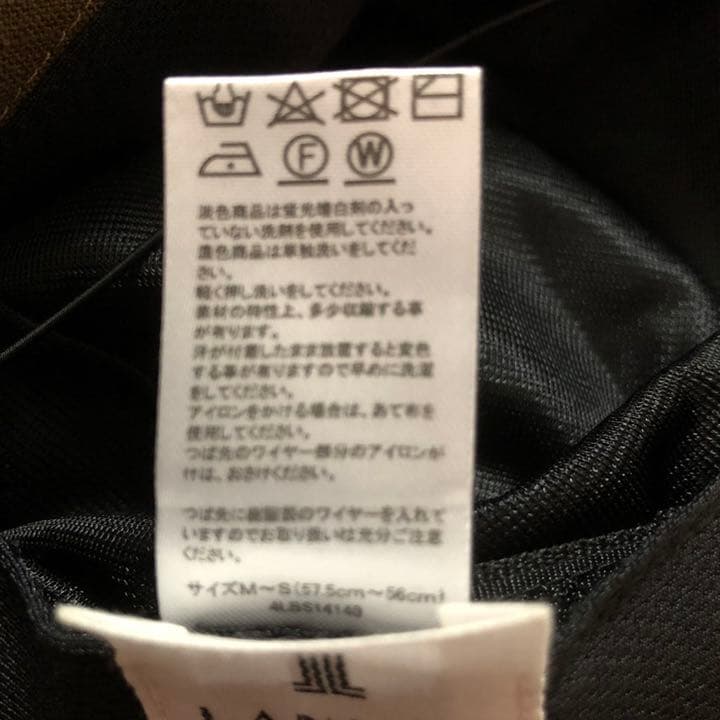 F W
淡色商品は蛍光増白剤の入っ
ていない洗剤を使用してください。
濃色商品は単独洗いをしてくだ
さい。
軽く押し洗いをしてください。
素材の特性上、多少収縮する事
が有ります。
汗が付着したまま放置すると変色
する事が有りますので早めに洗濯
をしてください。
アイロンをかける場合は、あて布を
使用してください。
つば先のワイヤー部分のアイロンが
けは、おさけください。
つば先に樹脂製のワイヤーを入れて
いますのでお取り扱いは充分ご注意
ください。
サイズM〜S(57.5cm〜56cm)
4LBS14140